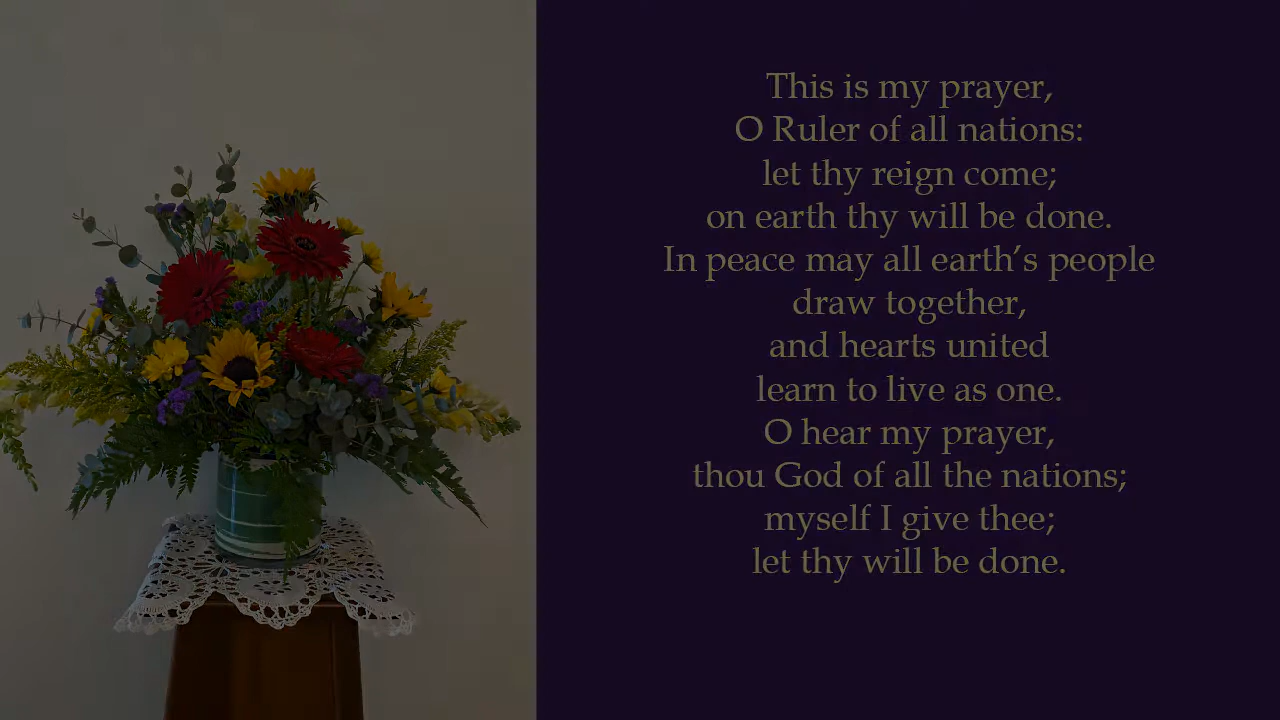 This is my prayer,
O Ruler of all nations:
let thy reign come;
on earth thy will be done.
In peace may all earth’s people
draw together,
and hearts united
learn to live as one.
O hear my prayer,
thou God of all the nations;
myself I give thee;
let thy will be done.